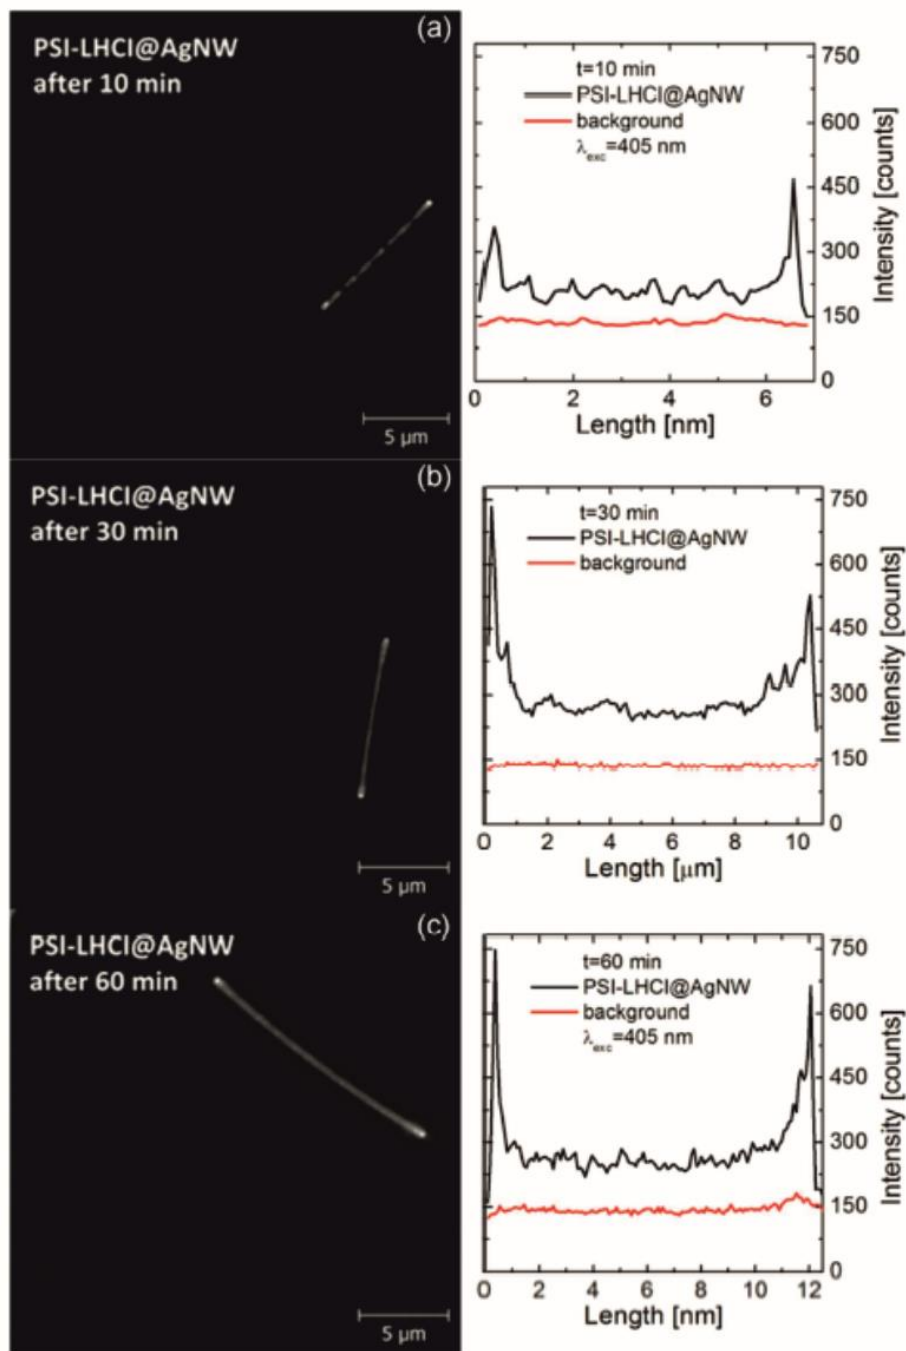 (a)
PSI-LHCI@AgNW
after 10 min
5 µm
t=10 min
PSI-LHCI@AgNW
background
λexc=405 nm
750
600
450
300
150
0
Intensity [counts]
0 2 4 6
Length [nm]
(b)
PSI-LHCI@AgNW
after 30 min
5 µm
t=30 min
PSI-LHCI@AgNW
background
750
600
450
300
150
0
Intensity [counts]
0 2 4 6 8 10
Length [µm]
(c)
PSI-LHCI@AgNW
after 60 min
5 µm
t=60 min
PSI-LHCI@AgNW
background
λexc=405 nm
750
600
450
300
150
0
Intensity [counts]
0 2 4 6 8 10 12
Length [nm]